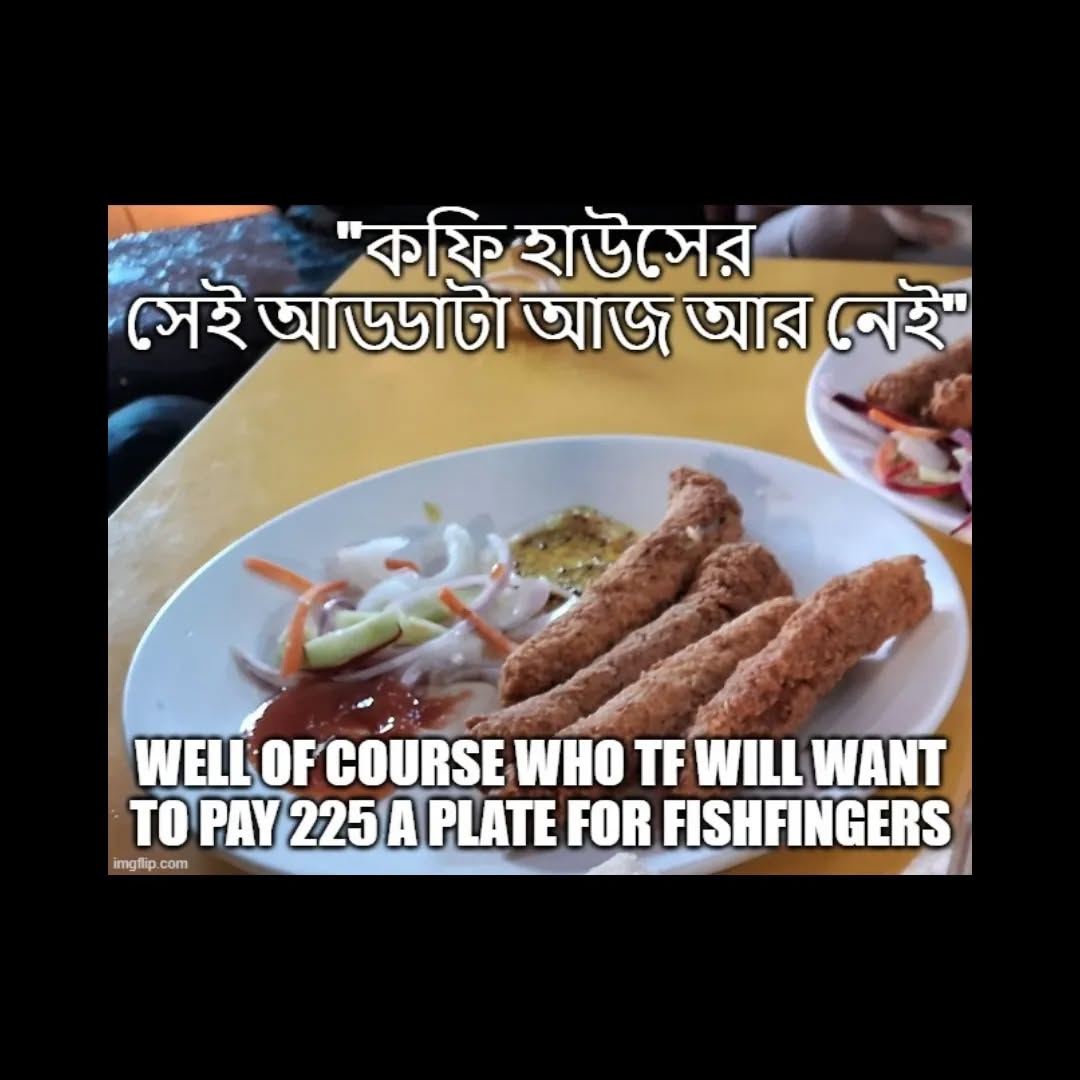 "কফি হাউসের
সেই আড্ডাটা আজ আর নেই"
WELL OF COURSE WHO TF WILL WANT
TO PAY 225 A PLATE FOR FISHFINGERS
imgflip.com